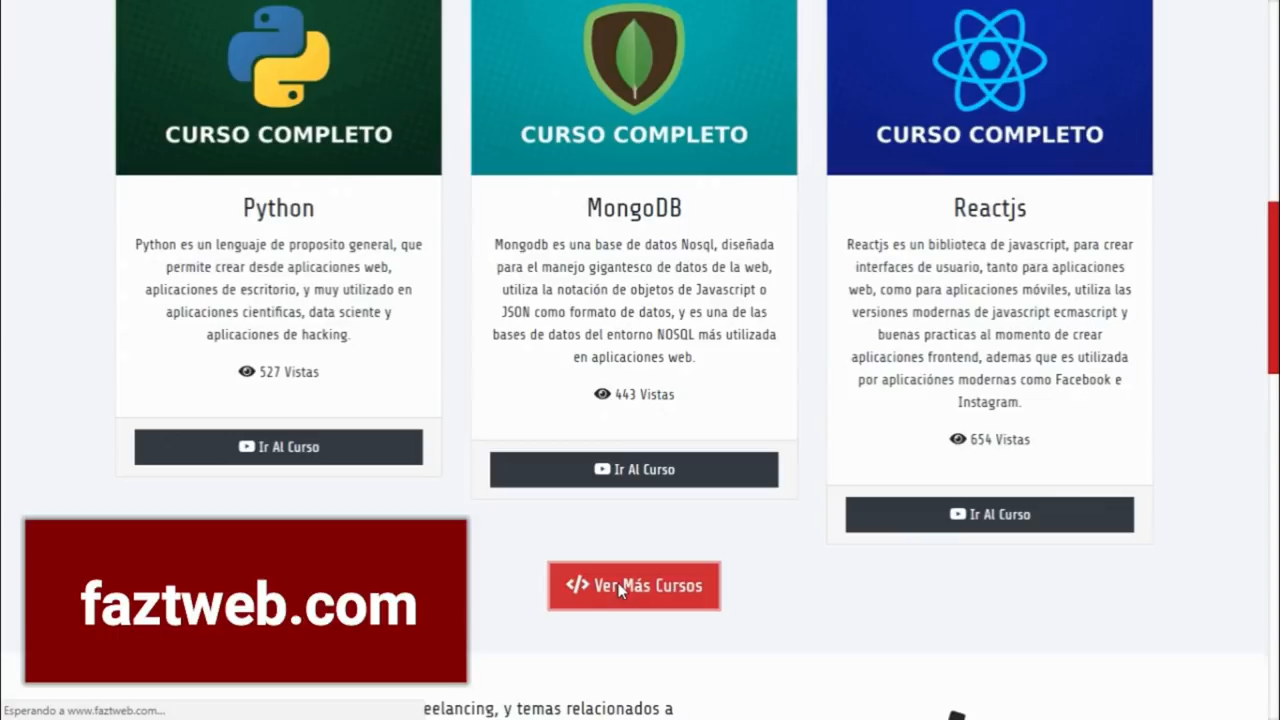 CURSO COMPLETO
Python
Python es un lenguaje de proposito general, que
permite crear desde aplicaciones web,
aplicaciones de escritorio, y muy utilizado en
aplicaciones cientificas, data sciente y
aplicaciones de hacking.
527 Vistas
Ir Al Curso
CURSO COMPLETO
MongoDB
Mongodb es una base de datos Nosql, diseñada
para el manejo gigantesco de datos de la web,
utiliza la notación de objetos de Javascript o
JSON como formato de datos, y es una de las
bases de datos del entorno NOSQL más utilizada
en aplicaciones web.
443 Vistas
Ir Al Curso
CURSO COMPLETO
Reactjs
Reactjs es un biblioteca de javascript, para crear
interfaces de usuario, tanto para aplicaciones
web, como para aplicaciones móviles, utiliza las
versiones modernas de javascript ecmascript y
buenas practicas al momento de crear
aplicaciones frontend, ademas que es utilizada
por aplicaciónes modernas como Facebook e
Instagram.
654 Vistas
Ir Al Curso
</> Ver Más Cursos
faztweb.com
eelancing, y temas relacionados a
Esperando a www.faztweb.com...